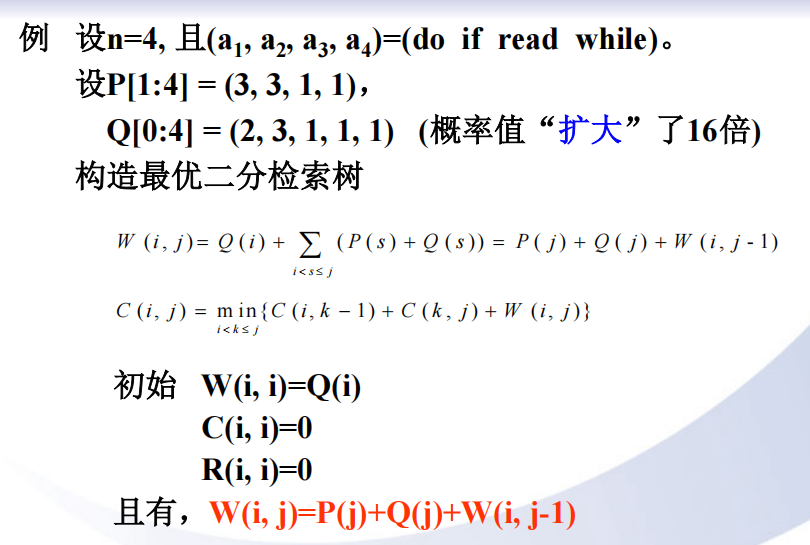 例 设n=4, 且(a₁, a₂, a₃, a₄)=(do if read while)。
设P[1:4] = (3, 3, 1, 1),
Q[0:4] = (2, 3, 1, 1, 1) (概率值“扩大”了16倍)
构造最优二分检索树
W (i, j)= Q(i) + ∑ (P(s) + Q(s)) = P(j) + Q(j) + W (i, j - 1)
i<s≤ j
C(i, j) = min{C(i, k − 1) + C(k, j) + W (i, j)}
i<k≤ j
初始 W(i, i)=Q(i)
C(i, i)=0
R(i, i)=0
且有，W(i, j)=P(j)+Q(j)+W(i, j-1)